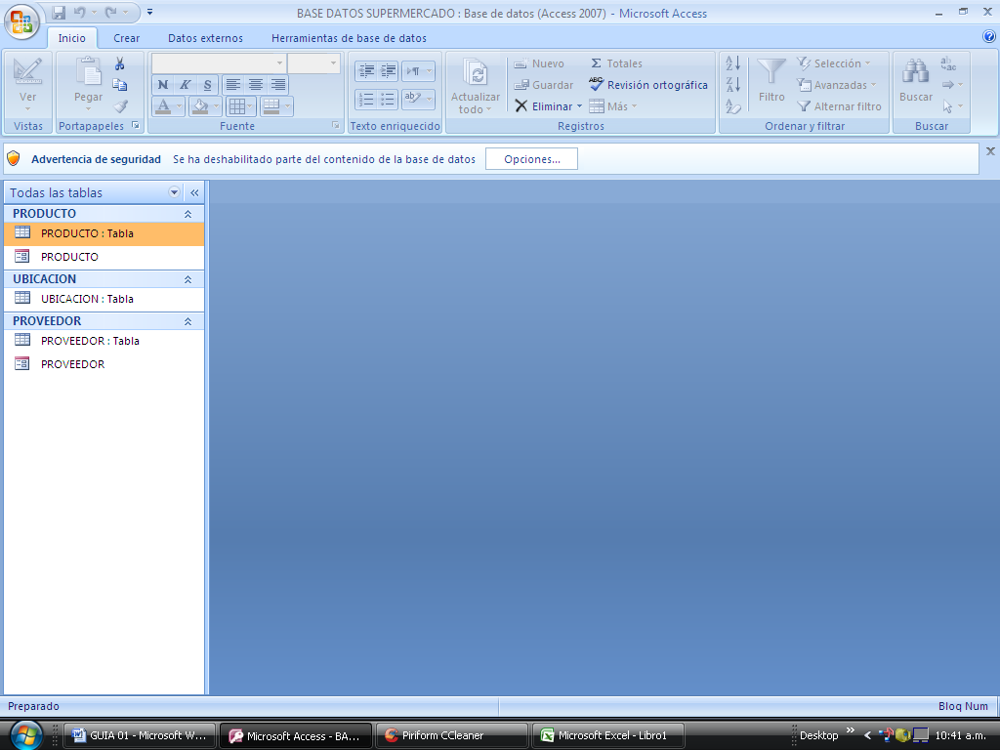 BASE DATOS SUPERMERCADO : Base de datos (Access 2007) - Microsoft Access
Inicio Crear Datos externos Herramientas de base de datos
Ver
Vistas
Pegar
Portapapeles
N K S
A
Fuente
ab
Texto enriquecido
Actualizar todo
Nuevo
Guardar
Eliminar
Σ Totales
ABC Revisión ortográfica
Más
Registros
A Z
Z A
Filtro
Selección
Avanzadas
Alternar filtro
Ordenar y filtrar
Buscar
Buscar
Advertencia de seguridad Se ha deshabilitado parte del contenido de la base de datos Opciones...
Todas las tablas
PRODUCTO
PRODUCTO : Tabla
PRODUCTO
UBICACION
UBICACION : Tabla
PROVEEDOR
PROVEEDOR : Tabla
PROVEEDOR
Preparado Bloq Num
GUIA 01 - Microsoft W... Microsoft Access - BA... Piriform CCleaner Microsoft Excel - Libro1 Desktop 10:41 a.m.